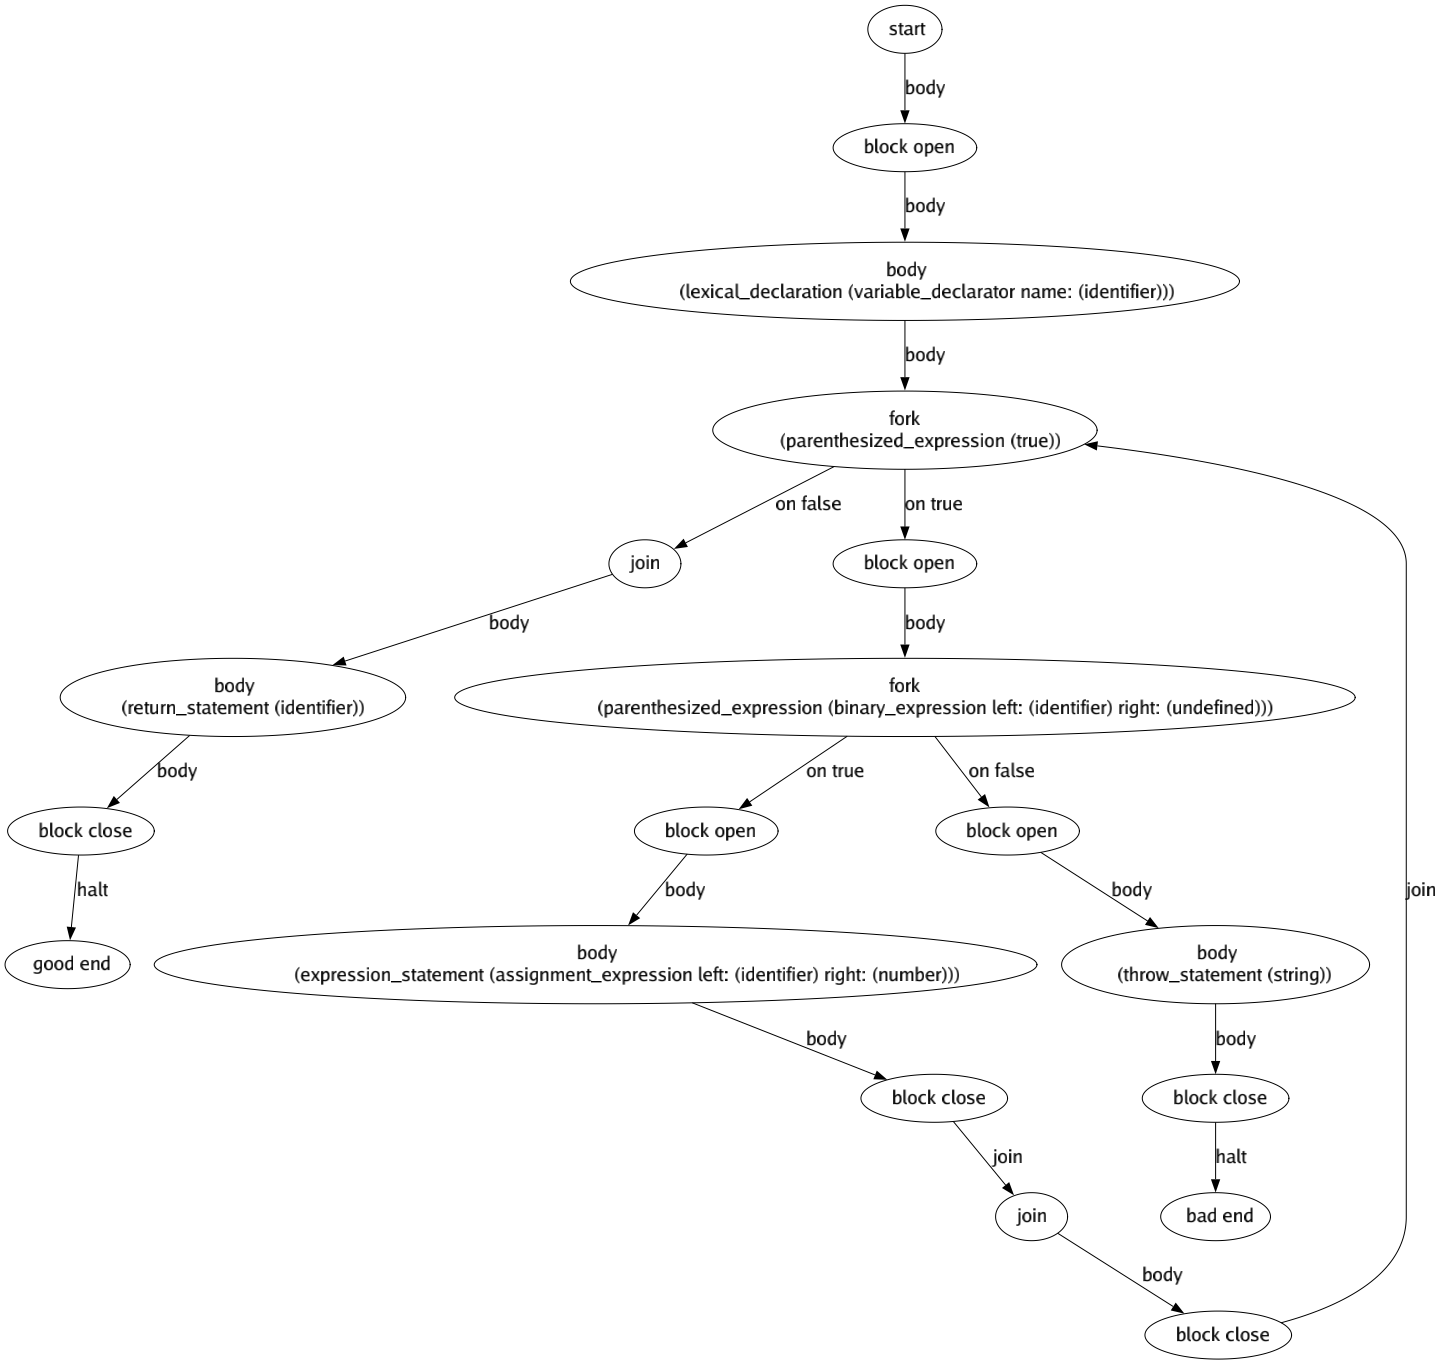 start
body
block open
body
body
(lexical_declaration (variable_declarator name: (identifier)))
body
fork
(parenthesized_expression (true))
on false
on true
join
block open
body
body
body
(return_statement (identifier))
fork
(parenthesized_expression (binary_expression left: (identifier) right: (undefined)))
body
on true
on false
block close
block open
block open
halt
body
body
join
good end
body
(expression_statement (assignment_expression left: (identifier) right: (number)))
body
(throw_statement (string))
body
body
block close
block close
join
halt
join
bad end
body
block close